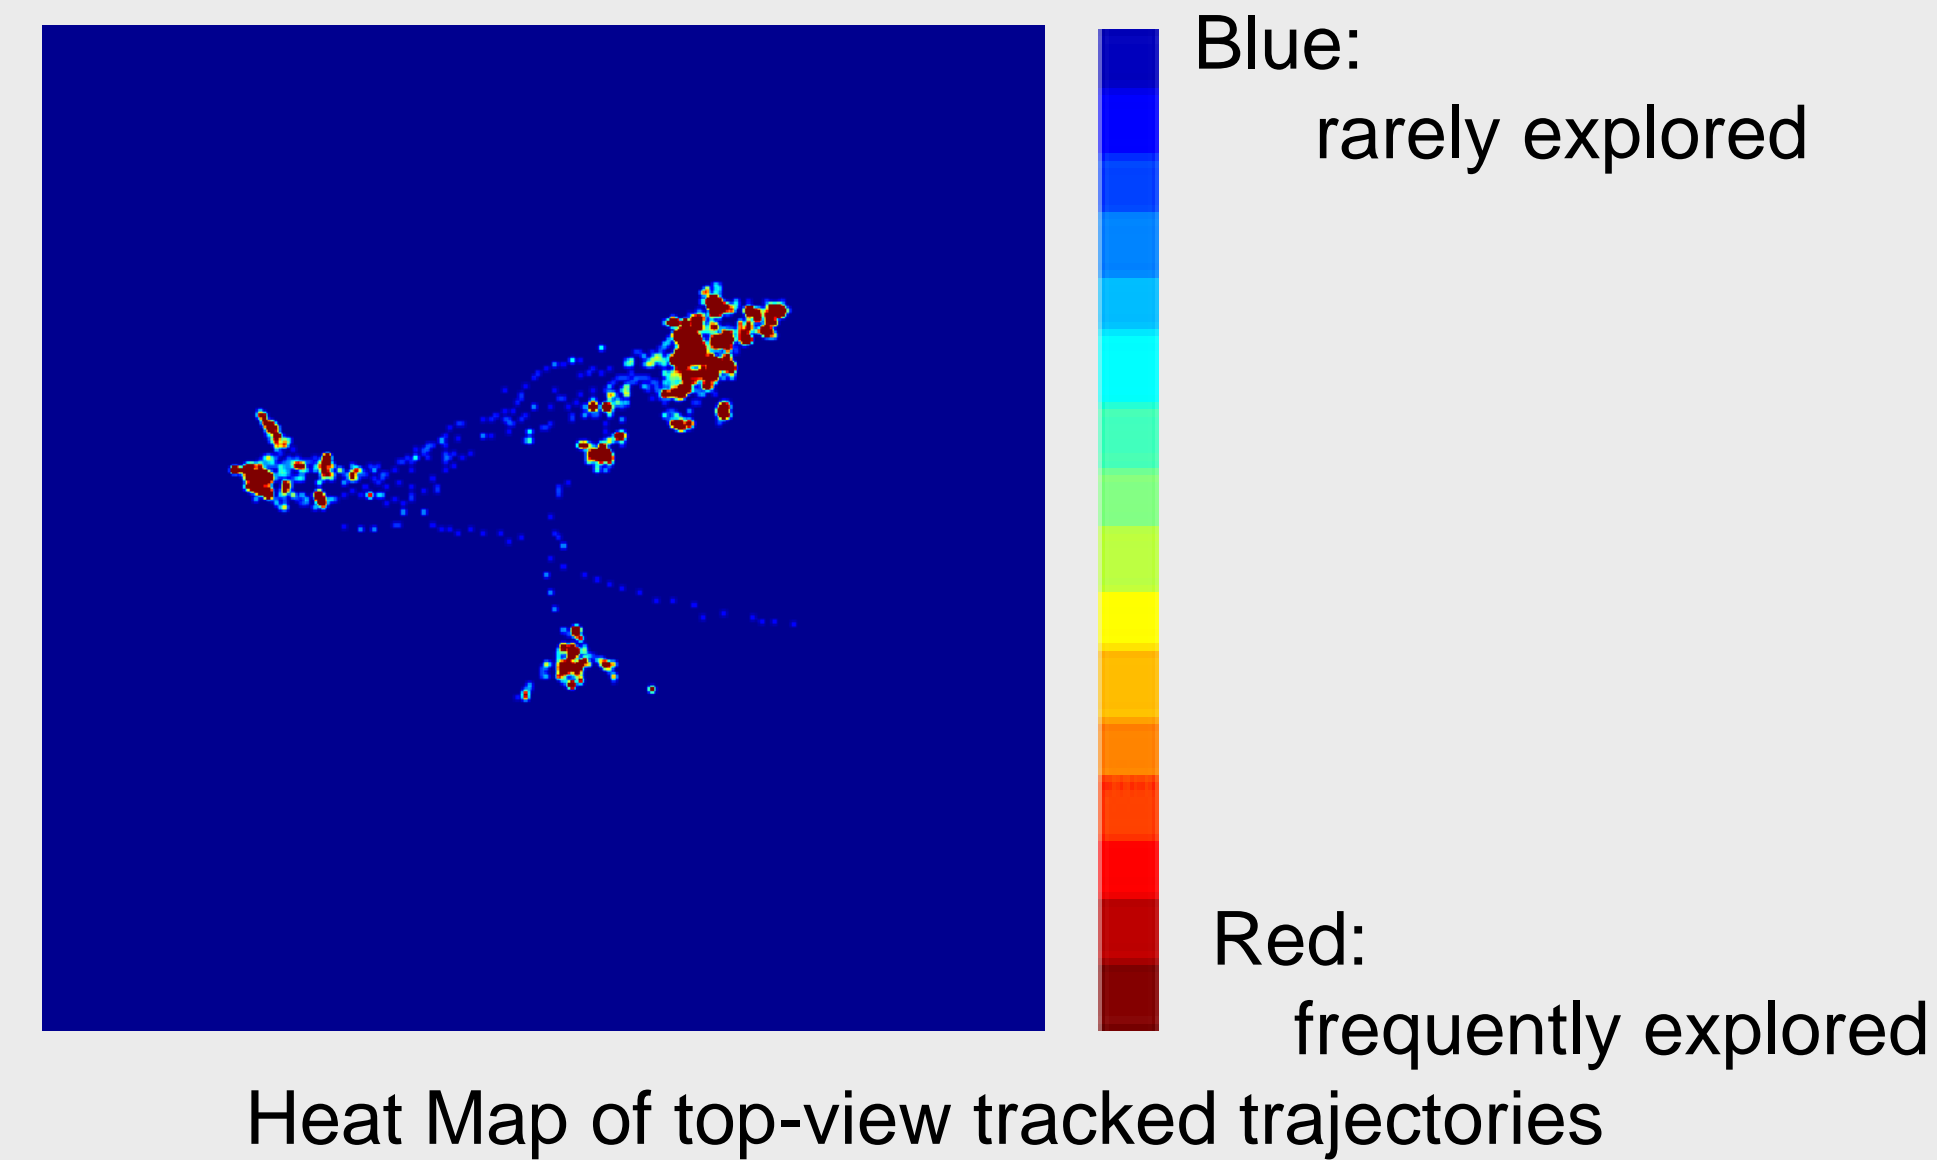 Blue:
rarely explored
Red:
frequently explored
Heat Map of top-view tracked trajectories